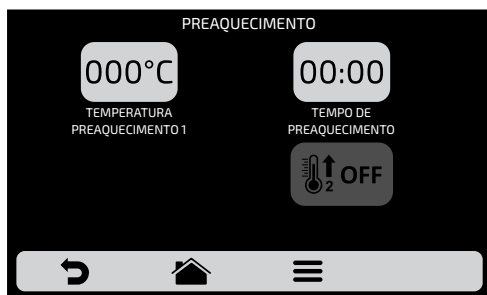 PREAQUECIMENTO
000°C
00:00
TEMPERATURA
PREAQUECIMENTO 1
TEMPO DE
PREAQUECIMENTO
2 OFF